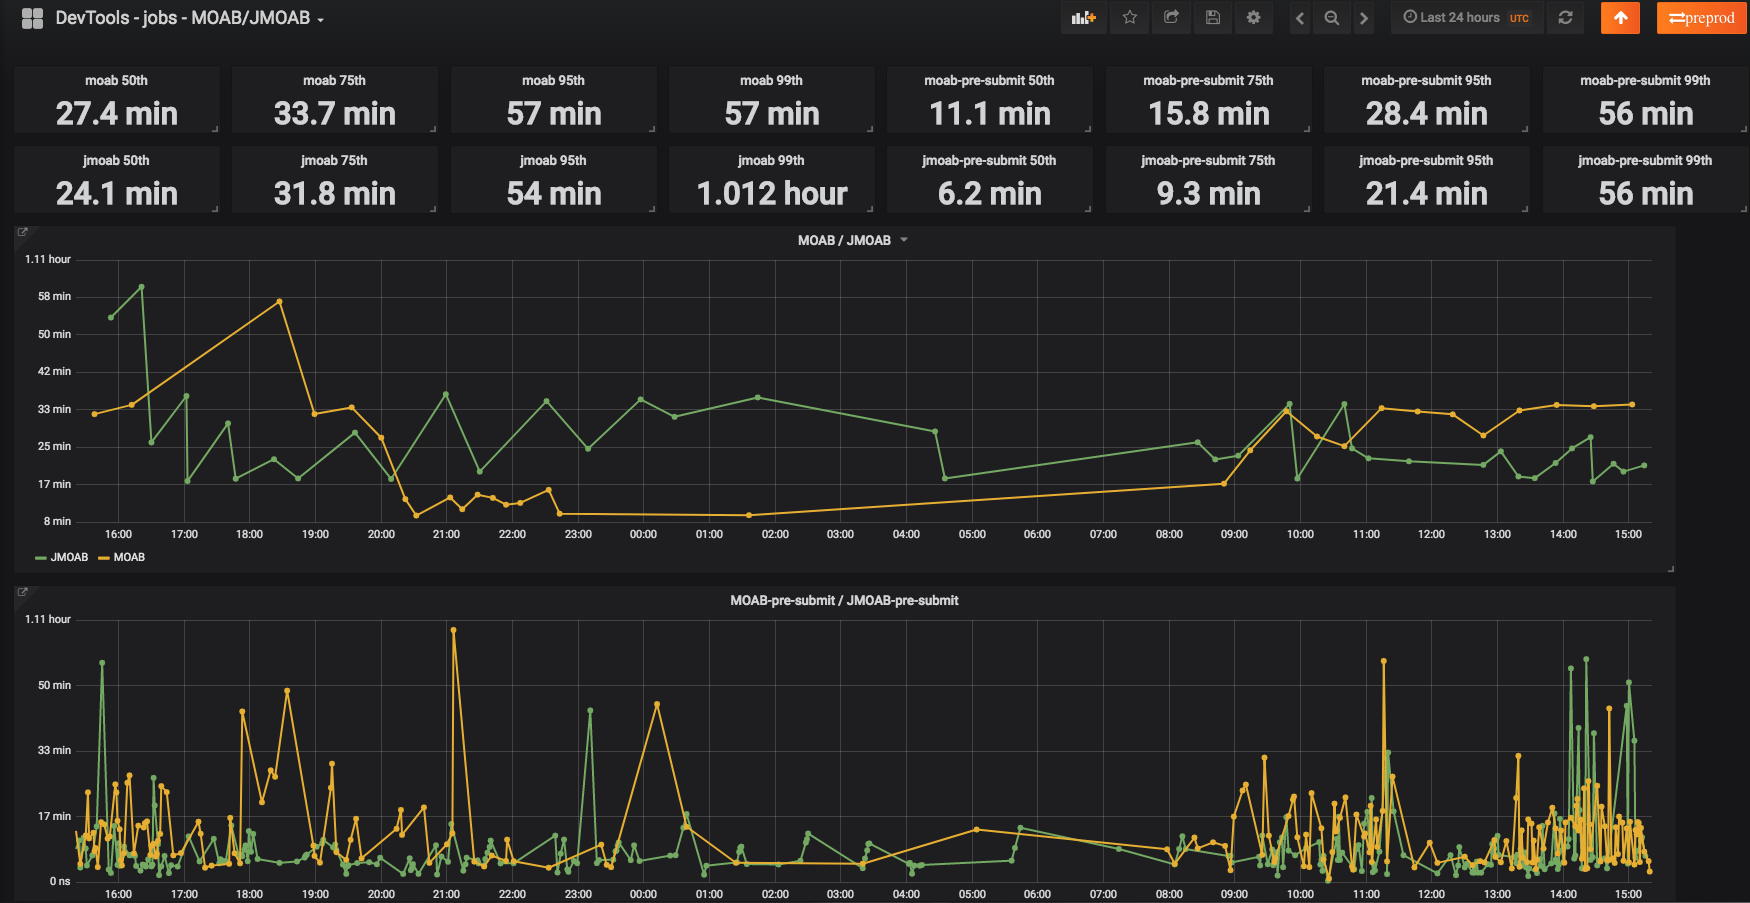 DevTools - jobs - MOAB/JMOAB
Last 24 hours UTC
preprod
moab 50th
27.4 min
moab 75th
33.7 min
moab 95th
57 min
moab 99th
57 min
moab-pre-submit 50th
11.1 min
moab-pre-submit 75th
15.8 min
moab-pre-submit 95th
28.4 min
moab-pre-submit 99th
56 min
jmoab 50th
24.1 min
jmoab 75th
31.8 min
jmoab 95th
54 min
jmoab 99th
1.012 hour
jmoab-pre-submit 50th
6.2 min
jmoab-pre-submit 75th
9.3 min
jmoab-pre-submit 95th
21.4 min
jmoab-pre-submit 99th
56 min
MOAB / JMOAB
1.11 hour
58 min
50 min
42 min
33 min
25 min
17 min
8 min
16:00 17:00 18:00 19:00 20:00 21:00 22:00 23:00 00:00 01:00 02:00 03:00 04:00 05:00 06:00 07:00 08:00 09:00 10:00 11:00 12:00 13:00 14:00 15:00
JMOAB MOAB
MOAB-pre-submit / JMOAB-pre-submit
1.11 hour
50 min
33 min
17 min
0 ns
16:00 17:00 18:00 19:00 20:00 21:00 22:00 23:00 00:00 01:00 02:00 03:00 04:00 05:00 06:00 07:00 08:00 09:00 10:00 11:00 12:00 13:00 14:00 15:00